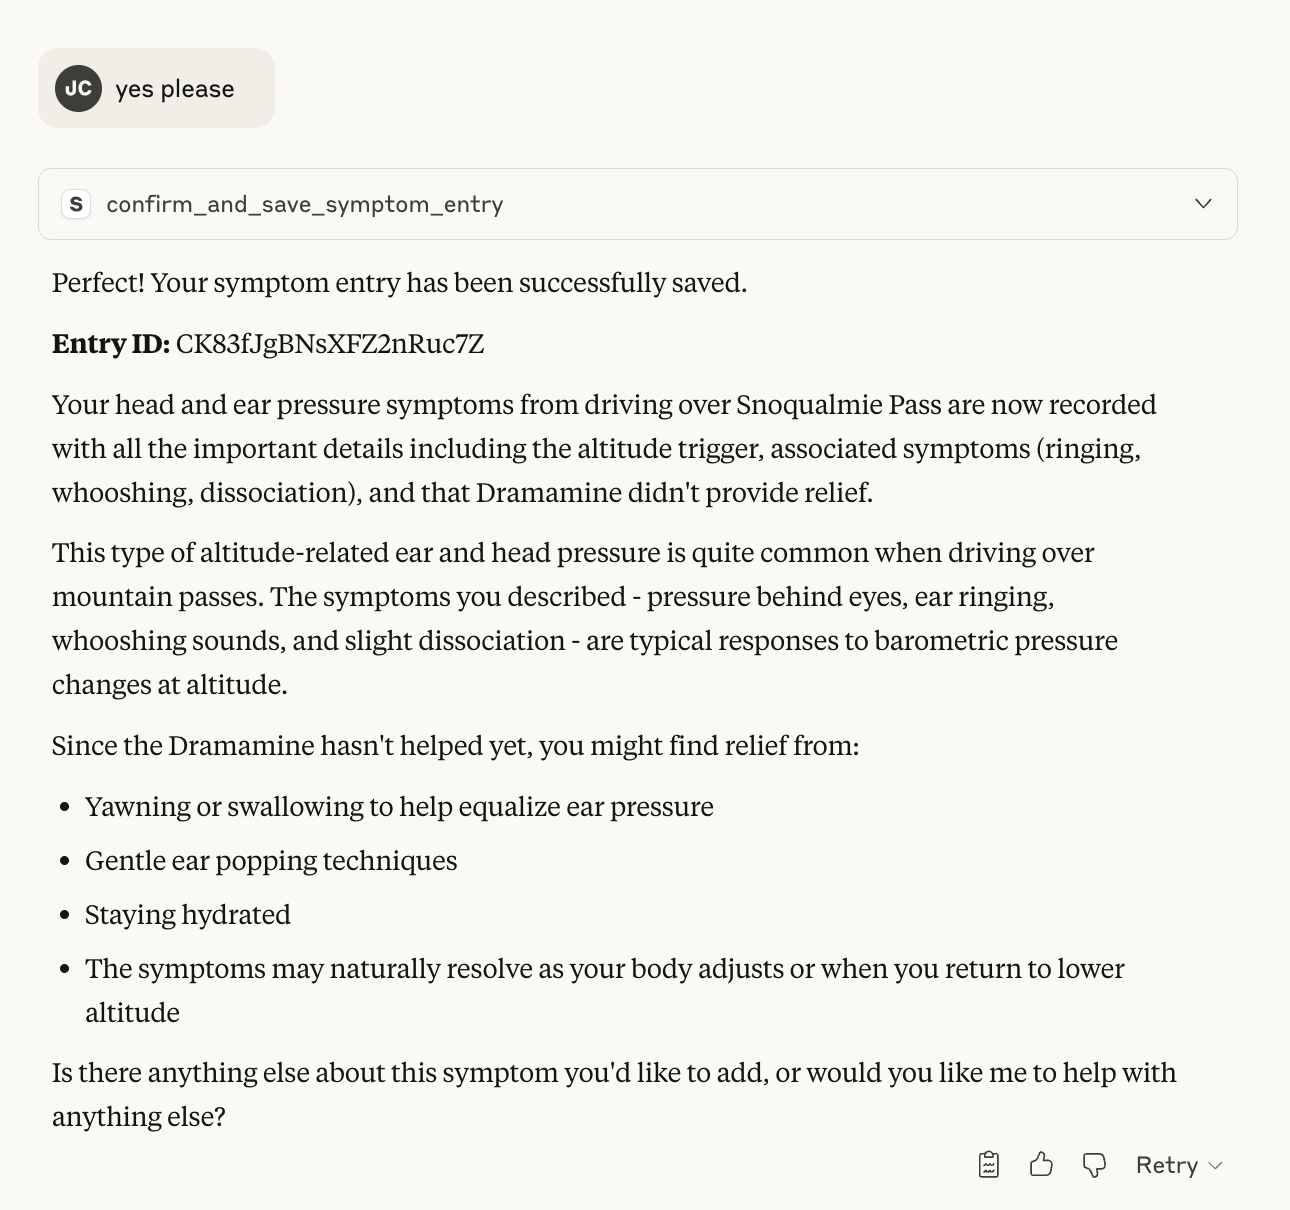 JC yes please
S confirm_and_save_symptom_entry
Perfect! Your symptom entry has been successfully saved.
Entry ID: CK83fJgBNsXFZ2nRuc7Z
Your head and ear pressure symptoms from driving over Snoqualmie Pass are now recorded
with all the important details including the altitude trigger, associated symptoms (ringing,
whooshing, dissociation), and that Dramamine didn't provide relief.
This type of altitude-related ear and head pressure is quite common when driving over
mountain passes. The symptoms you described - pressure behind eyes, ear ringing,
whooshing sounds, and slight dissociation - are typical responses to barometric pressure
changes at altitude.
Since the Dramamine hasn't helped yet, you might find relief from:
• Yawning or swallowing to help equalize ear pressure
• Gentle ear popping techniques
• Staying hydrated
• The symptoms may naturally resolve as your body adjusts or when you return to lower
altitude
Is there anything else about this symptom you'd like to add, or would you like me to help with
anything else?
Retry